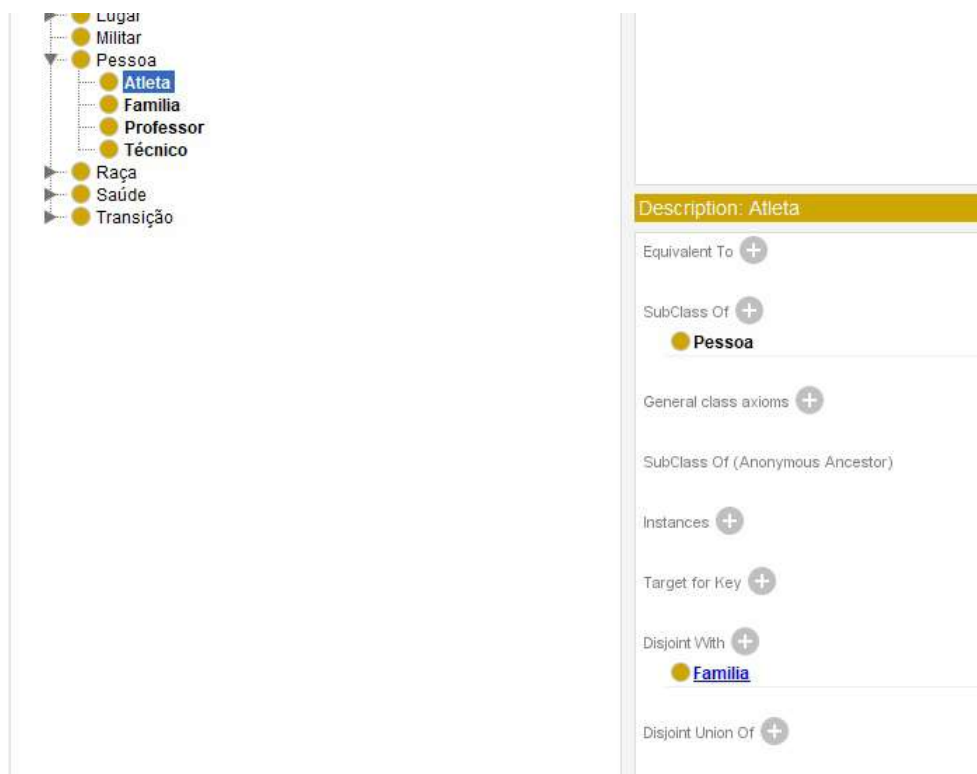 Lugar
Militar
Pessoa
Atleta
Familia
Professor
Técnico
Raça
Saúde
Transição
Description: Atleta
Equivalent To
SubClass Of
Pessoa
General class axioms
SubClass Of (Anonymous Ancestor)
Instances
Target for Key
Disjoint With
Familia
Disjoint Union Of